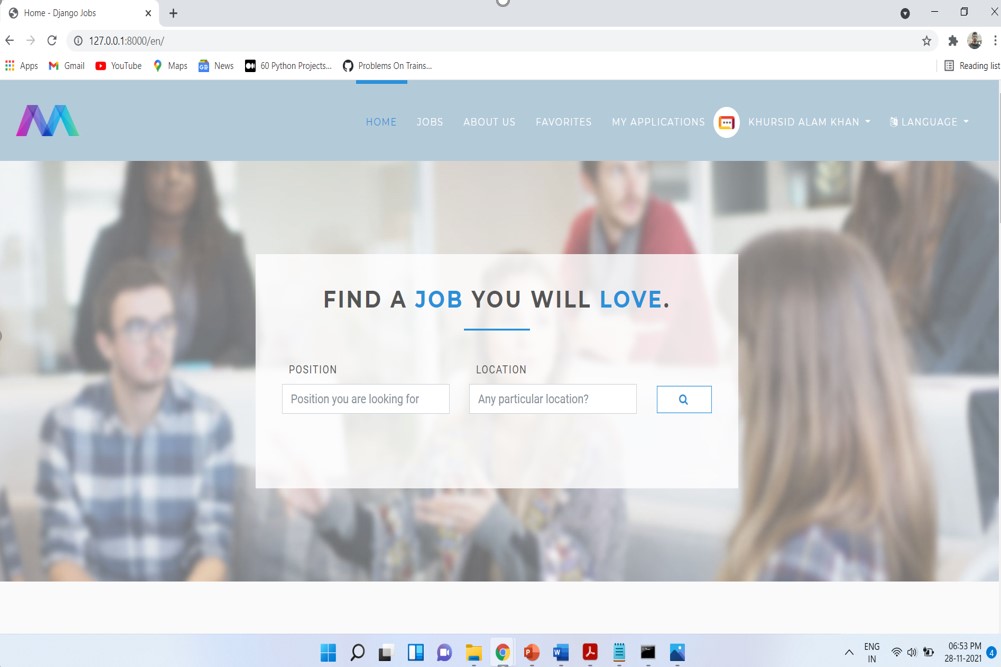 Home - Django Jobs
127.0.0.1:8000/en/
Apps Gmail YouTube Maps News 60 Python Projects... Problems On Trains... Reading list
HOME JOBS ABOUT US FAVORITES MY APPLICATIONS KHURSID ALAM KHAN LANGUAGE
FIND A JOB YOU WILL LOVE.
POSITION LOCATION
Position you are looking for Any particular location?
ENG 06:53 PM
IN 28-11-2021 4